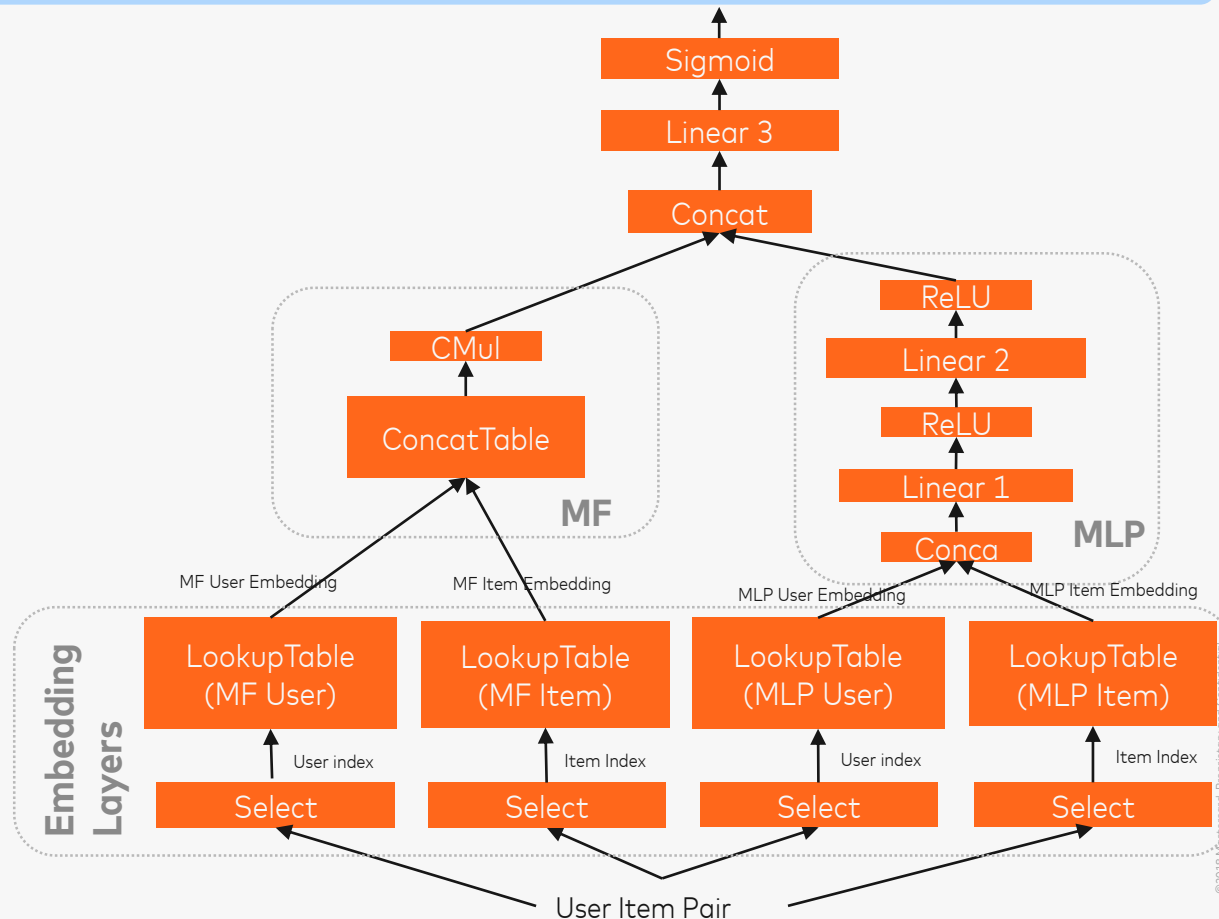 Sigmoid
Linear 3
Concat
ReLU
CMul
Linear 2
ConcatTable
ReLU
Linear 1
MF
MLP
Conca
MF User Embedding
MF Item Embedding
MLP User Embedding
MLP Item Embedding
Embedding
Layers
LookupTable
(MF User)
LookupTable
(MF Item)
LookupTable
(MLP User)
LookupTable
(MLP Item)
User index
Item Index
User index
Item Index
Select
Select
Select
Select
User Item Pair